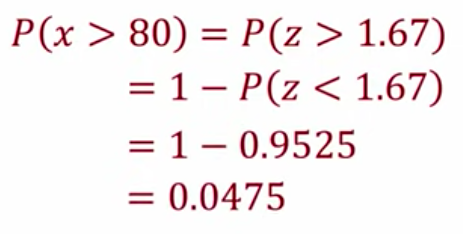 P(x > 80) = P(z > 1.67)
= 1 − P(z < 1.67)
= 1 − 0.9525
= 0.0475